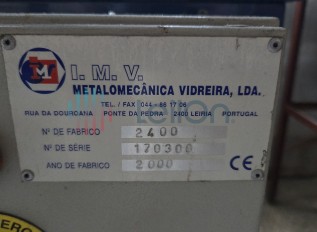 I. M. V.
METALOMECÂNICA VIDREIRA, LDA.
TEL. / FAX 044 - 88 17 06
RUA DA DOURCANA PONTE DA PEDRA 2400 LEIRIA PORTUGAL
Nº DE FABRICO 2400
Nº DE SÉRIE 170300
ANO DE FABRICO 2000 CE